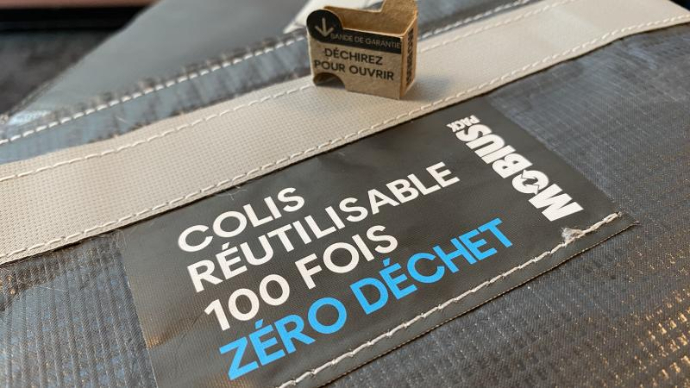 BANDE DE GARANTIE
DÉCHIREZ
POUR OUVRIR
COLIS
RÉUTILISABLE
100 FOIS
ZÉRO DÉCHET
MOBIUS
PACK